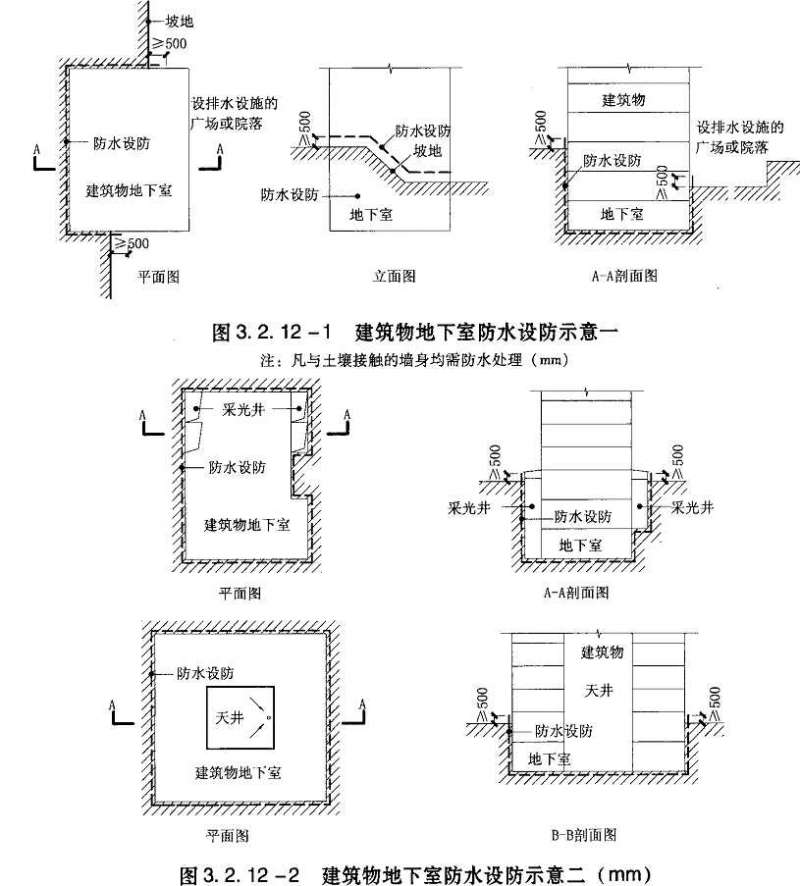 坡地
≥500
设排水设施的
广场或院落
A
A
防水设防
建筑物地下室
≥500
平面图
≥500
防水设防
坡地
防水设防
地下室
立面图
建筑物
设排水设施的
广场或院落
≥500
防水设防
≥500
地下室
A-A剖面图
图 3. 2. 12 -1 建筑物地下室防水设防示意一
注：凡与土壤接触的墙身均需防水处理（mm）
A
A
采光井
防水设防
建筑物地下室
平面图
≥500
≥500
采光井
采光井
防水设防
地下室
A-A剖面图
防水设防
A
A
天井
建筑物地下室
平面图
建筑物
天井
≥500
≥500
防水设防
地下室
B-B剖面图
图 3. 2. 12 -2 建筑物地下室防水设防示意二（mm）